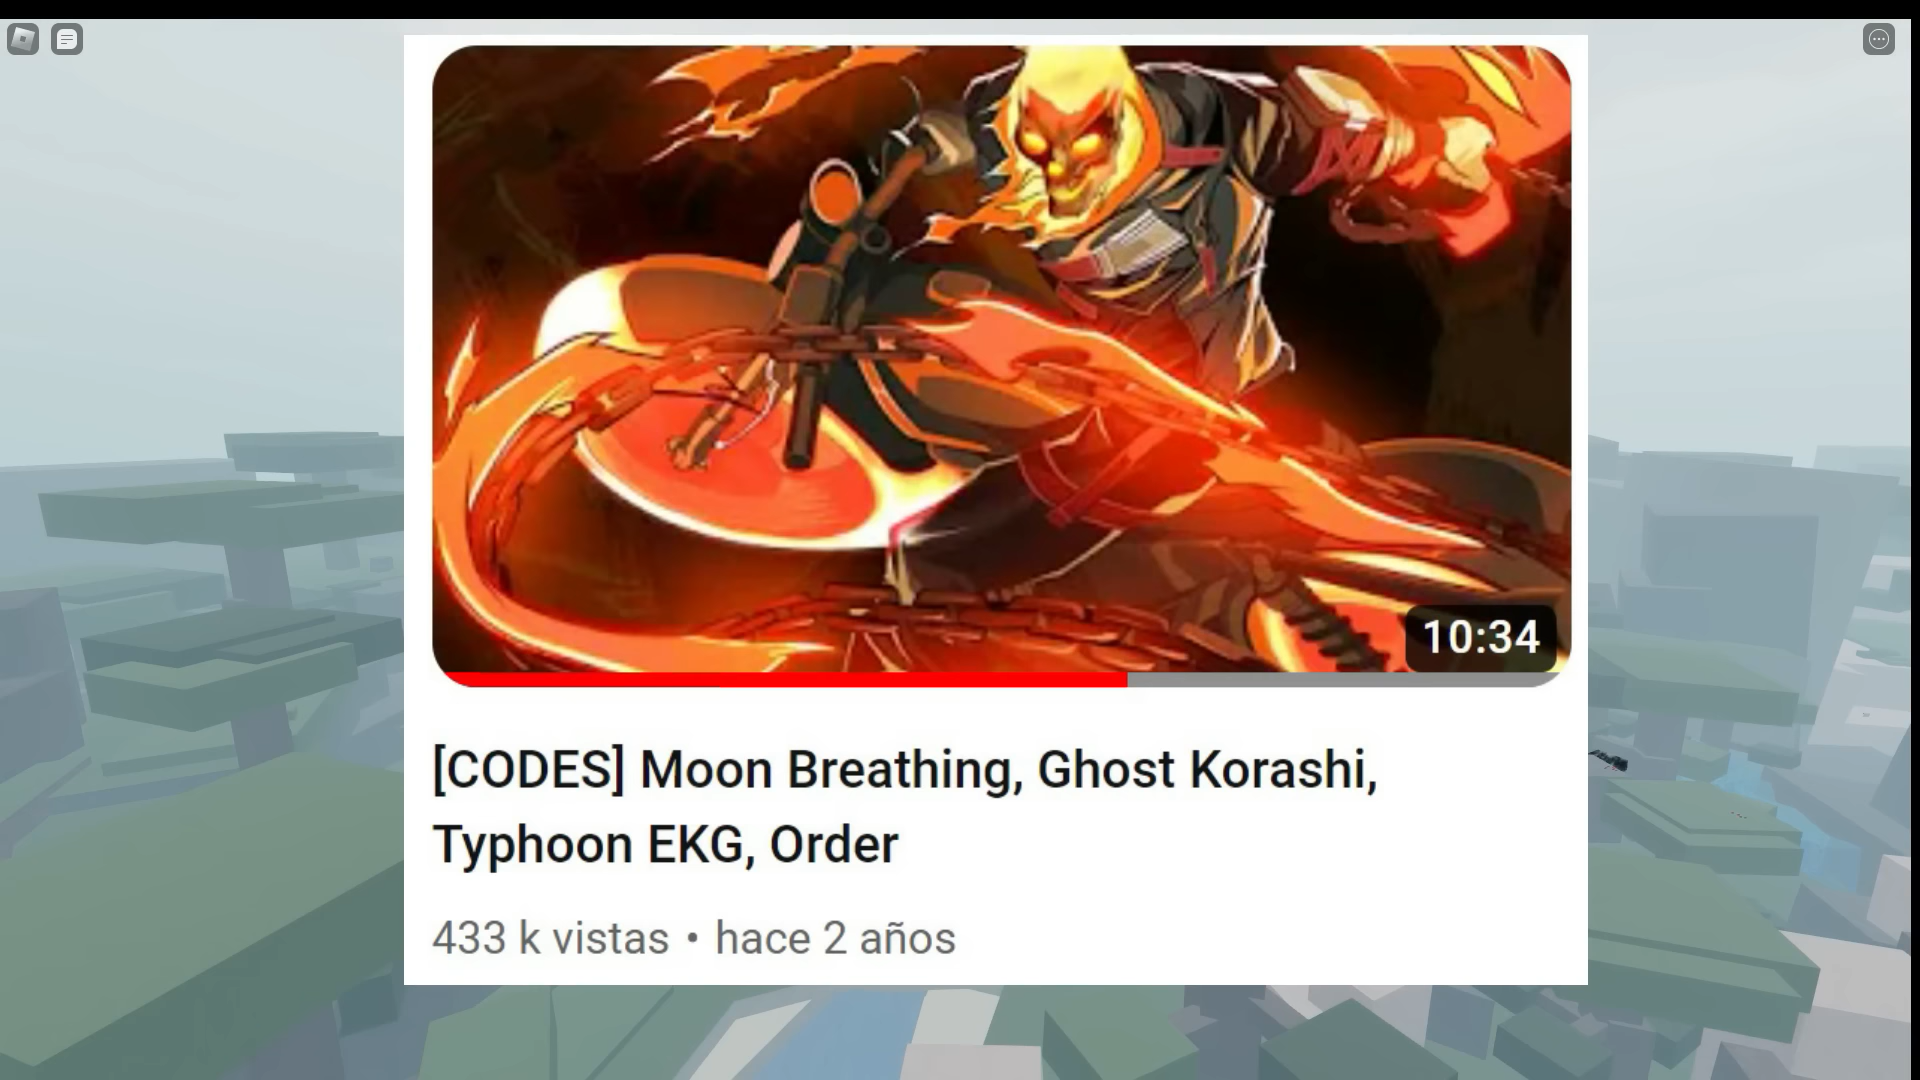 10:34
[CODES] Moon Breathing, Ghost Korashi,
Typhoon EKG, Order
433 k vistas • hace 2 años